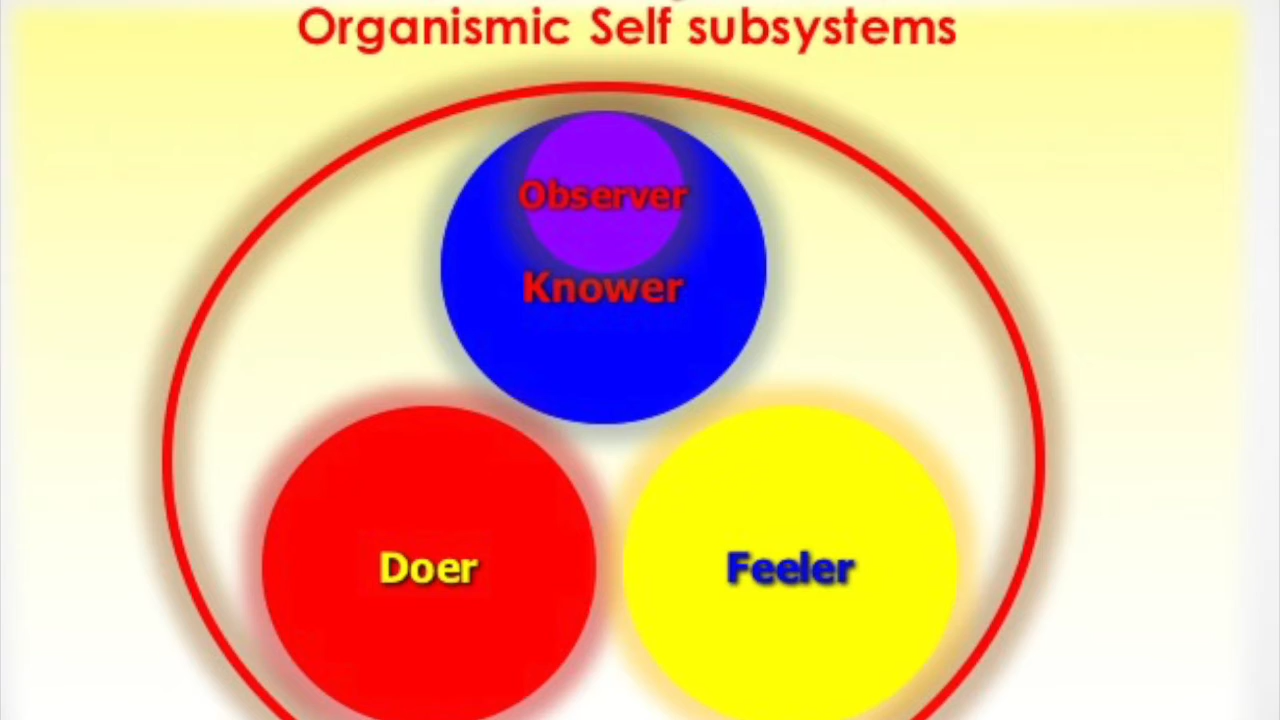 Organismic Self subsystems
Observer
Knower
Doer
Feeler